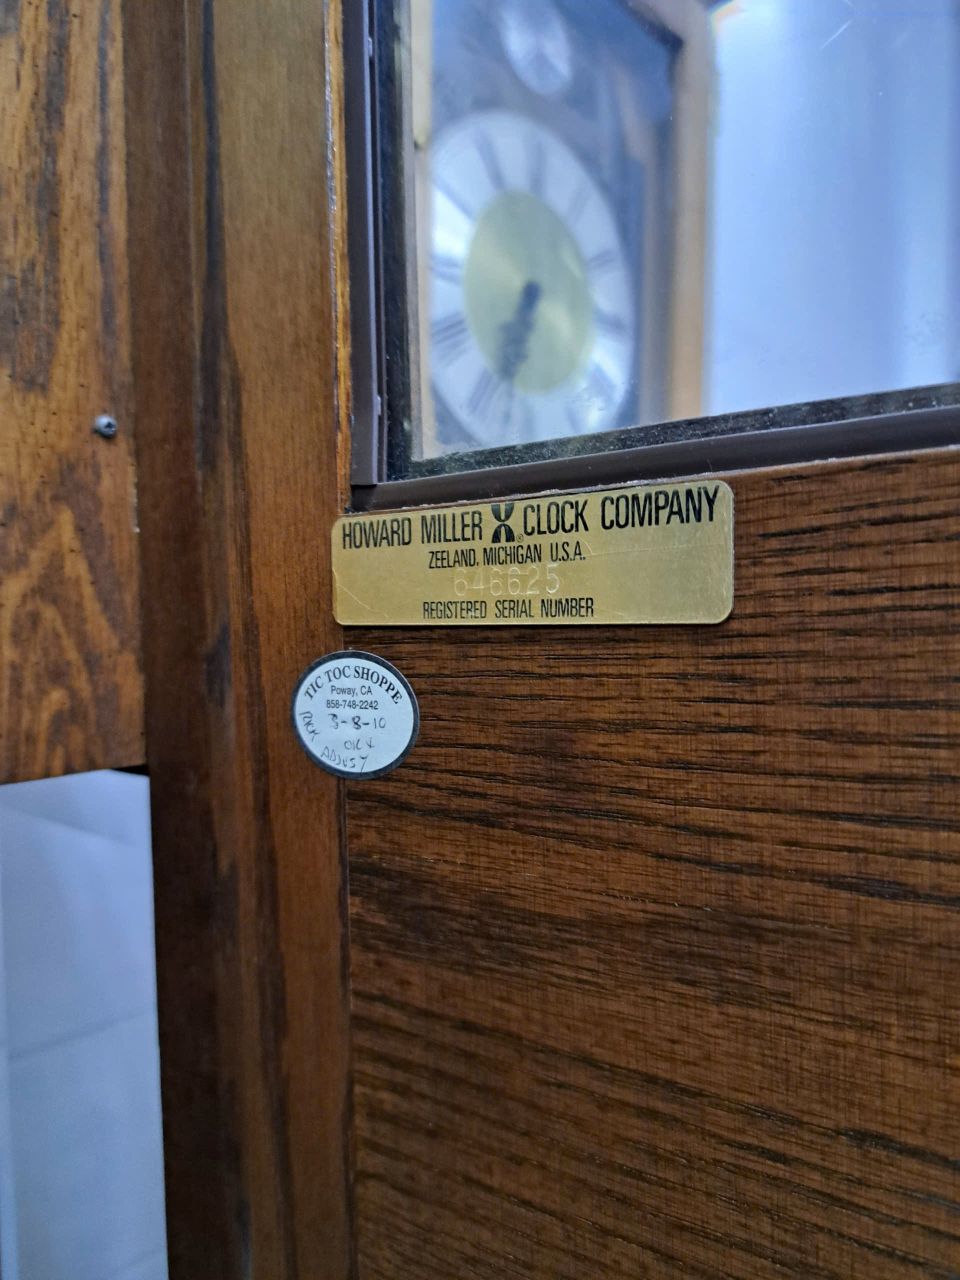 HOWARD MILLER CLOCK COMPANY
ZEELAND, MICHIGAN U.S.A.
646625
REGISTERED SERIAL NUMBER
TIC TOC SHOPPE
Poway, CA
858-748-2242
3-8-10
OIL &
ADJUST